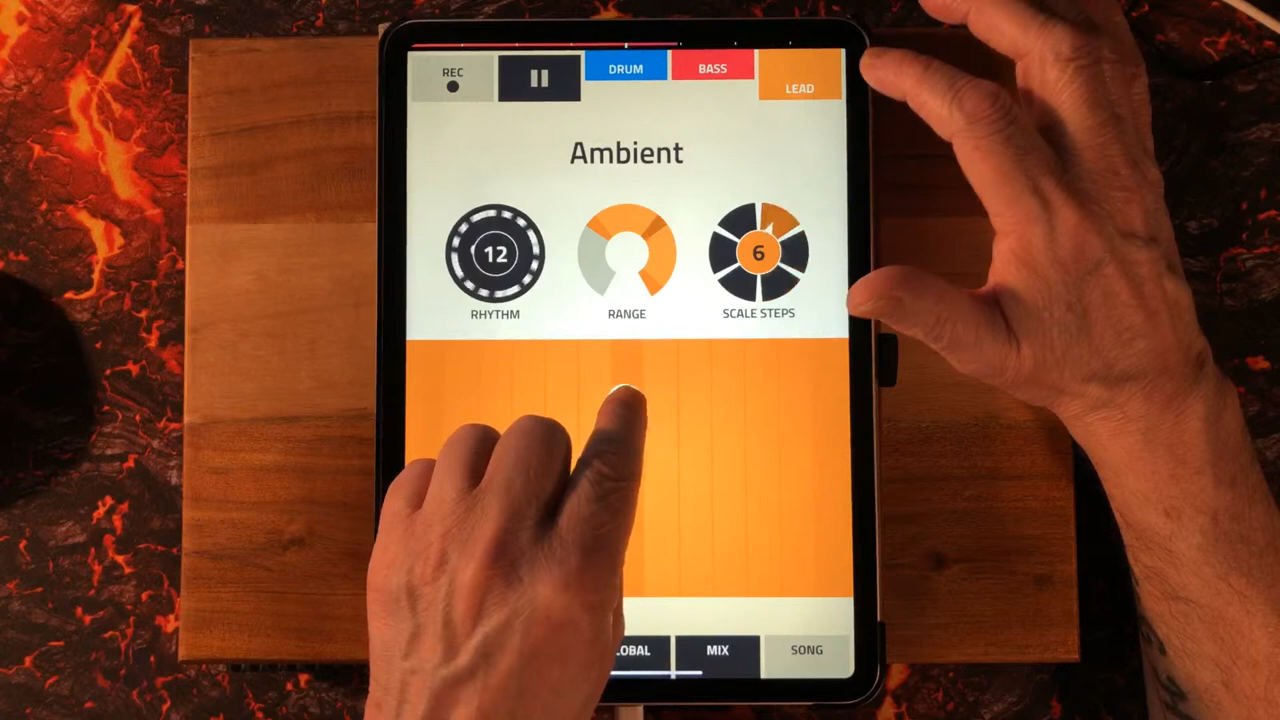 REC
DRUM
BASS
LEAD
Ambient
12
6
RHYTHM
RANGE
SCALE STEPS
LOBAL
MIX
SONG